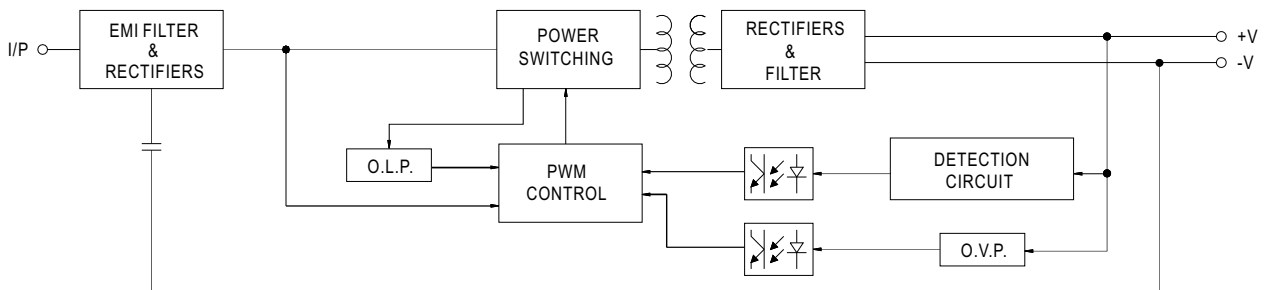 I/P
EMI FILTER
&
RECTIFIERS
POWER
SWITCHING
RECTIFIERS
&
FILTER
+V
-V
O.L.P.
PWM
CONTROL
DETECTION
CIRCUIT
O.V.P.